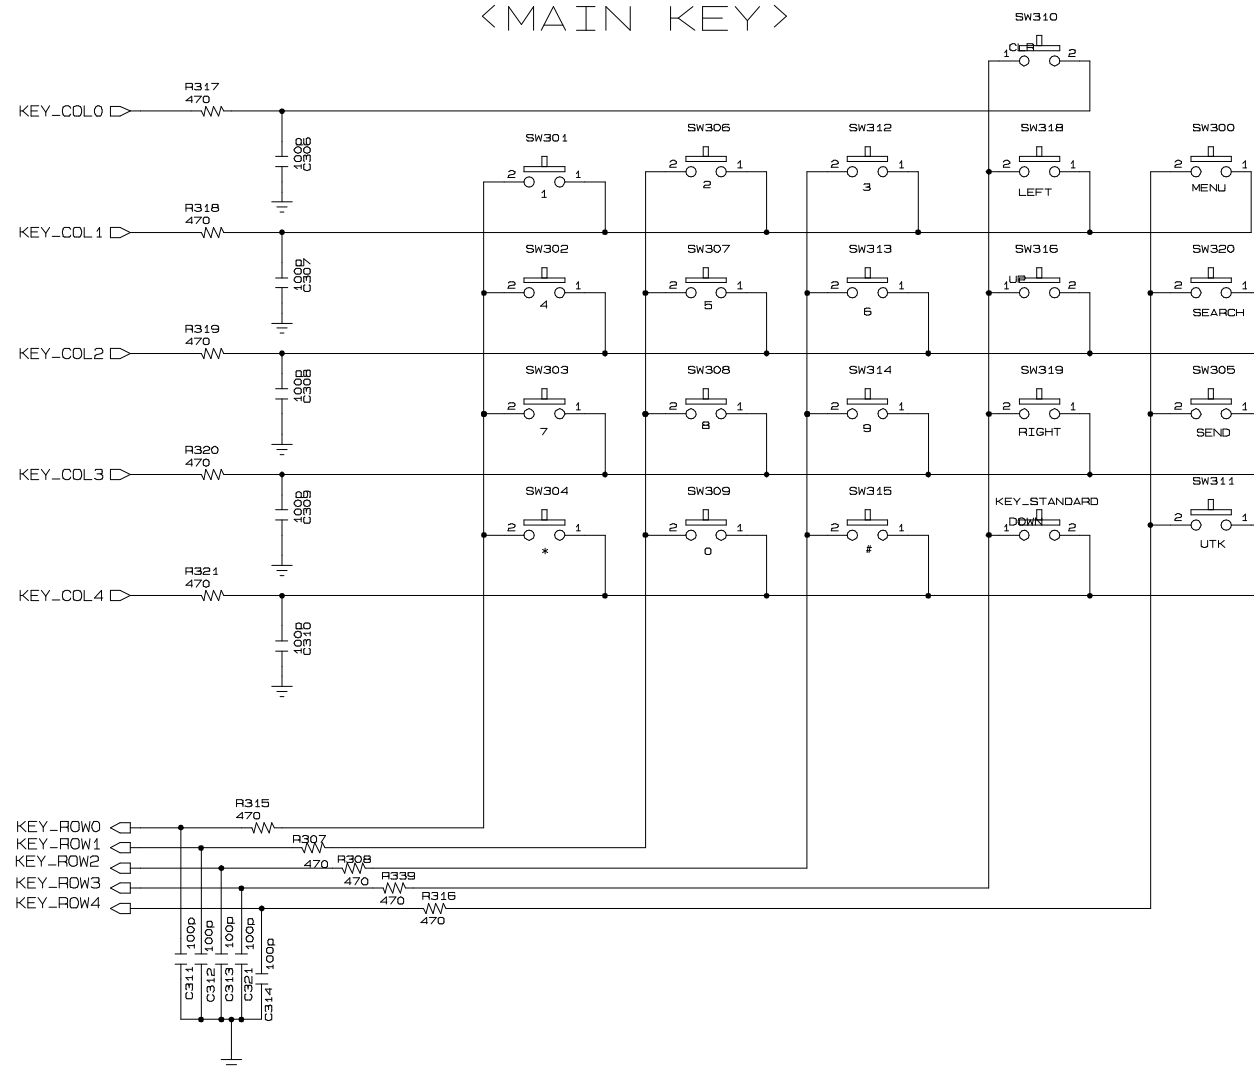 <MAIN KEY>
SW310
CLR
1 2
R317
470
KEY_COL0
100p
C306
SW301
2 1
1
SW306
2 1
2
SW312
2 1
3
SW318
2 1
LEFT
SW300
2 1
MENU
R318
470
KEY_COL1
100p
C307
SW302
2 1
4
SW307
2 1
5
SW313
2 1
6
SW316
UP
1 2
SW320
2 1
SEARCH
R319
470
KEY_COL2
100p
C308
SW303
2 1
7
SW308
2 1
8
SW314
2 1
9
SW319
2 1
RIGHT
SW305
2 1
SEND
R320
470
KEY_COL3
100p
C309
SW304
2 1
*
SW309
2 1
0
SW315
2 1
#
KEY_STANDARD
DOWN
1 2
SW311
2 1
UTK
R321
470
KEY_COL4
100p
C310
R315
470
KEY_ROW0
R307
470
KEY_ROW1
R308
470
KEY_ROW2
R339
470
KEY_ROW3
R316
470
KEY_ROW4
100p
C311
100p
C312
100p
C313
100p
C321
100p
C314